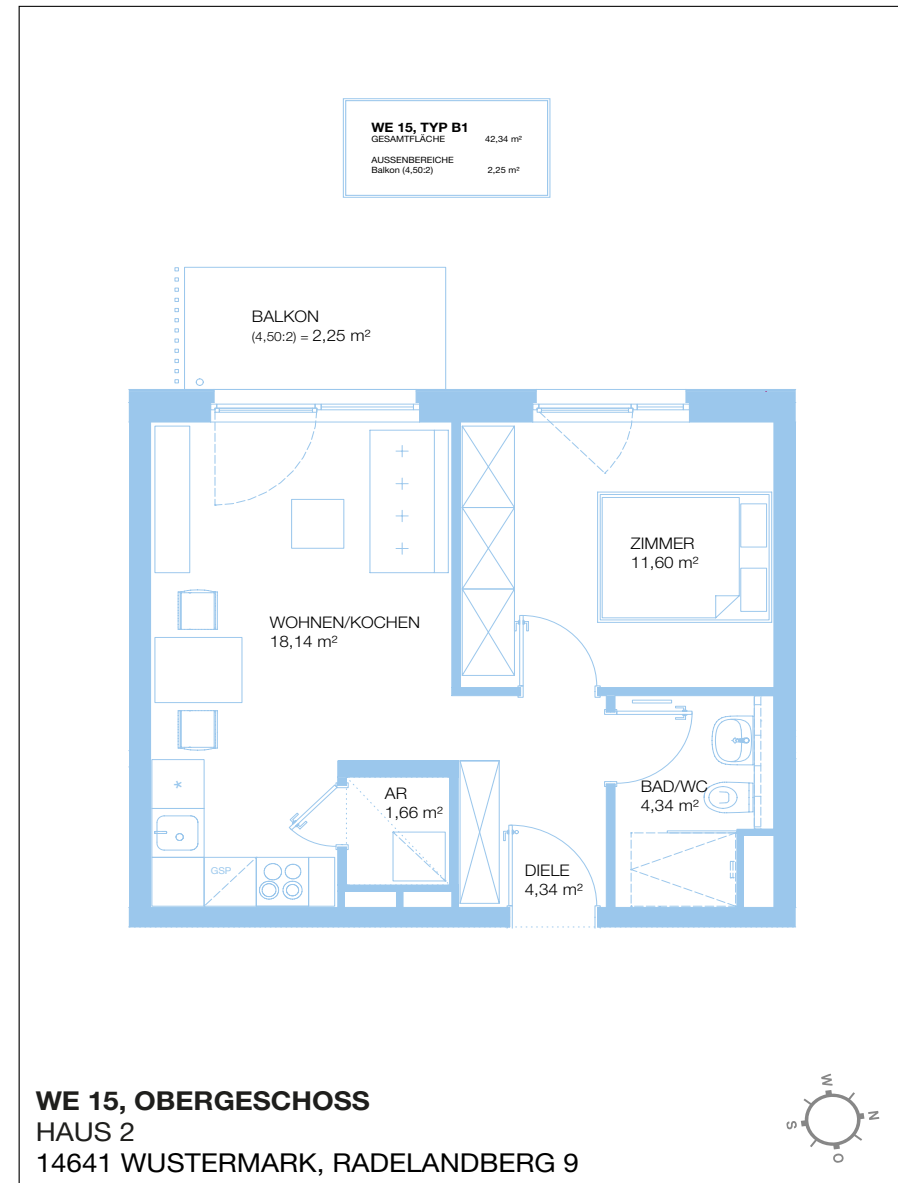 WE 15, TYP B1
GESAMTFLÄCHE 42,34 m²
AUSSENBEREICHE
Balkon (4,50:2) 2,25 m²
BALKON
(4,50:2) = 2,25 m²
ZIMMER
11,60 m²
WOHNEN/KOCHEN
18,14 m²
AR
1,66 m²
BAD/WC
4,34 m²
GSP
DIELE
4,34 m²
WE 15, OBERGESCHOSS
HAUS 2
14641 WUSTERMARK, RADELANDBERG 9
W
N
S
O